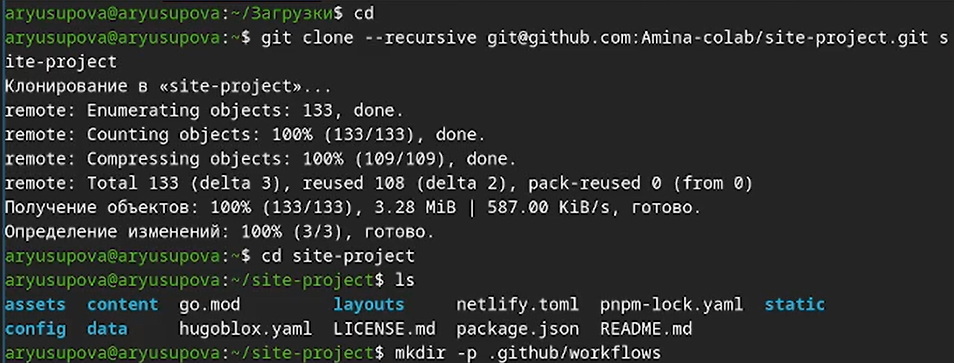 aryusupova@aryusupova:~/Загрузки$ cd
aryusupova@aryusupova:~$ git clone --recursive git@github.com:Amina-colab/site-project.git s
ite-project
Клонирование в «site-project»...
remote: Enumerating objects: 133, done.
remote: Counting objects: 100% (133/133), done.
remote: Compressing objects: 100% (109/109), done.
remote: Total 133 (delta 3), reused 108 (delta 2), pack-reused 0 (from 0)
Получение объектов: 100% (133/133), 3.28 MiB | 587.00 KiB/s, готово.
Определение изменений: 100% (3/3), готово.
aryusupova@aryusupova:~$ cd site-project
aryusupova@aryusupova:~/site-project$ ls
assets content go.mod layouts netlify.toml pnpm-lock.yaml static
config data hugoblox.yaml LICENSE.md package.json README.md
aryusupova@aryusupova:~/site-project$ mkdir -p .github/workflows